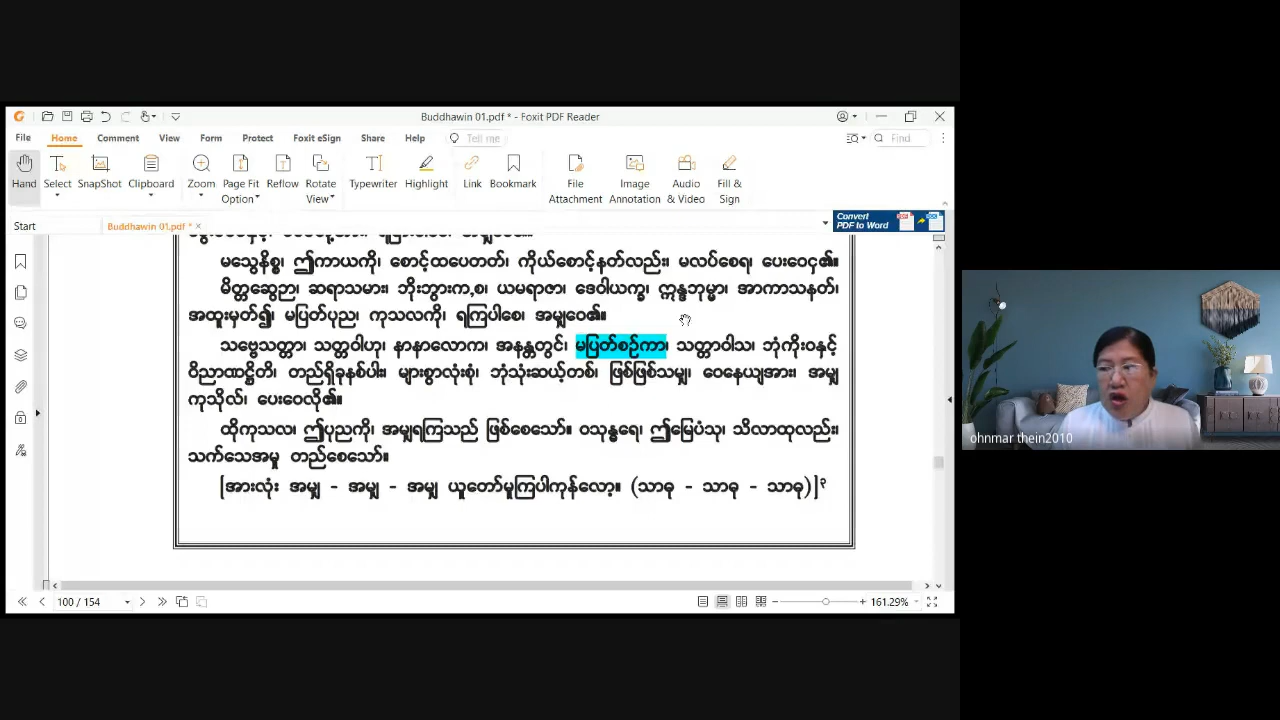 Buddhawin 01.pdf * - Foxit PDF Reader
File Home Comment View Form Protect Foxit eSign Share Help Tell me Find
Hand Select SnapShot Clipboard Zoom Page Fit Option Reflow Rotate View Typewriter Highlight Link Bookmark File Attachment Image Annotation Audio & Video Fill & Sign
Start Buddhawin 01.pdf * Convert PDF to Word
မသွေနိစ္စ၊ ဤကာယကို၊ စောင့်ထပေတတ်၊ ကိုယ်စောင့်နတ်လည်း၊ မလပ်စေရ၊ ပေးဝေငှ၏။
မိတ္တဆွေဉာ၊ ဆရာသမား၊ ဘိုးဘွားက,စ၊ ယမရာဇာ၊ ဒေဝါယက္ခ၊ ဣန္ဒဘုမ္မာ၊ အာကာသနတ်၊
အထူးမှတ်၍၊ မပြတ်ပုည၊ ကုသလကို၊ ရကြပါစေ၊ အမျှဝေ၏။
သဗ္ဗေသတ္တာ၊ သတ္တဝါဟု၊ နာနာလောက၊ အနန္တတွင်၊ မပြတ်စဉ်ကာ၊ သတ္တာဝါသ၊ ဘုံကိုးဝနှင့်
ဝိညာဏဋ္ဌိတိ၊ တည်ရှိခုနစ်ပါး၊ များစွာလုံးစုံ၊ ဘုံသုံးဆယ့်တစ်၊ ဖြစ်ဖြစ်သမျှ၊ ဝေနေယျအား၊ အမျှ
ကုသိုလ်၊ ပေးဝေလို၏။
ထိုကုသလ၊ ဤပုညကို၊ အမျှရကြသည် ဖြစ်စေသော်။ ဝသုန္ဓရေ၊ ဤမြေပံသု၊ သိလာထုလည်း၊
သက်သေအမှု တည်စေသော်။
[အားလုံး အမျှ – အမျှ – အမျှ ယူတော်မူကြပါကုန်လော့။ (သာဓု – သာဓု – သာဓု)]၃
100 / 154 161.29%
ohnmar thein2010